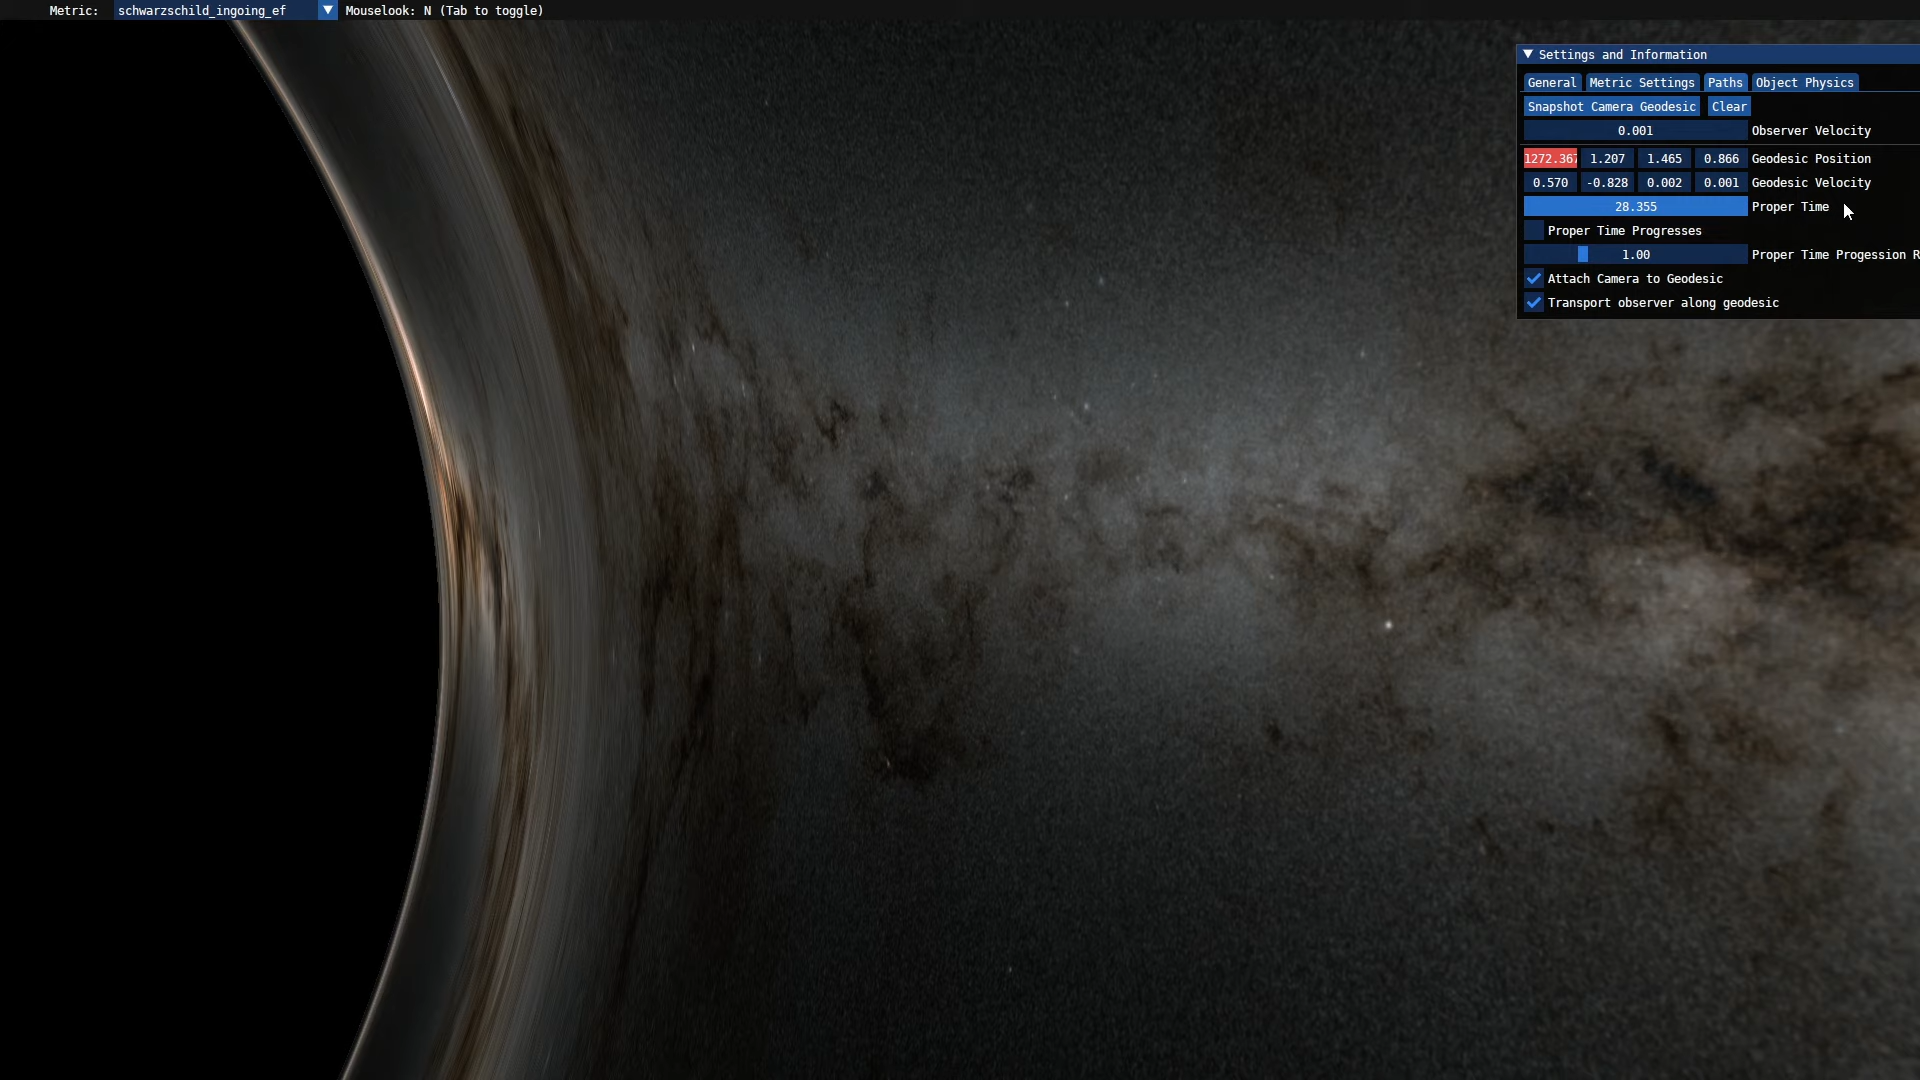 Metric: schwarzschild_ingoing_ef Mouselook: N (Tab to toggle)
Settings and Information
General Metric Settings Paths Object Physics
Snapshot Camera Geodesic Clear
0.001 Observer Velocity
1272.367 1.207 1.465 0.866 Geodesic Position
0.570 -0.828 0.002 0.001 Geodesic Velocity
28.355 Proper Time
Proper Time Progresses
1.00 Proper Time Progession R
Attach Camera to Geodesic
Transport observer along geodesic